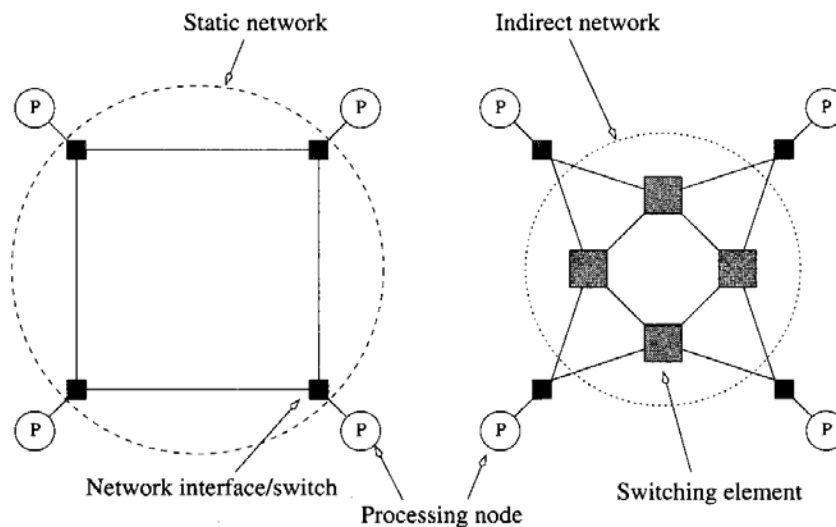 Static network
Indirect network
P
P
P
P
P
P
P
P
Network interface/switch
Processing node
Switching element